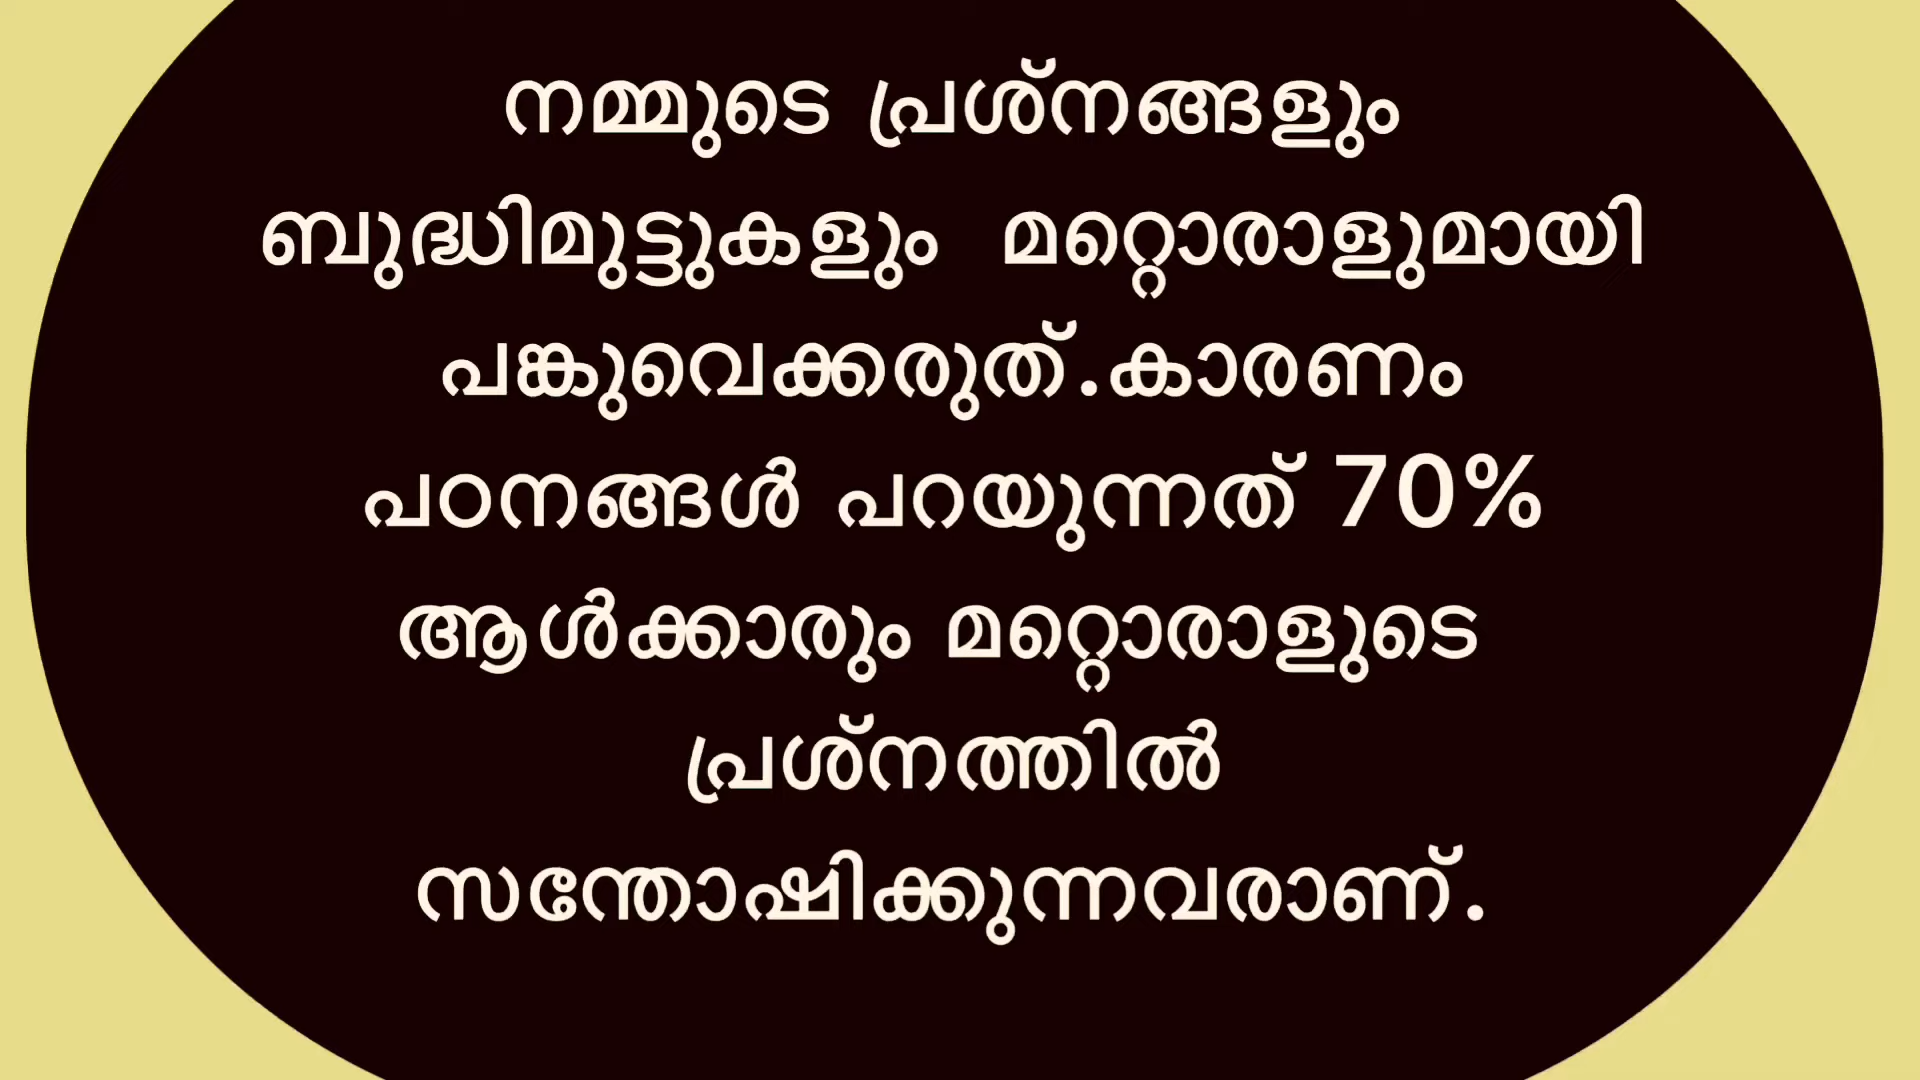 നമ്മുടെ പ്രശ്നങ്ങളും
ബുദ്ധിമുട്ടുകളും മറ്റൊരാളുമായി
പങ്കുവെക്കരുത്.കാരണം
പഠനങ്ങൾ പറയുന്നത് 70%
ആൾക്കാരും മറ്റൊരാളുടെ
പ്രശ്നത്തിൽ
സന്തോഷിക്കുന്നവരാണ്.